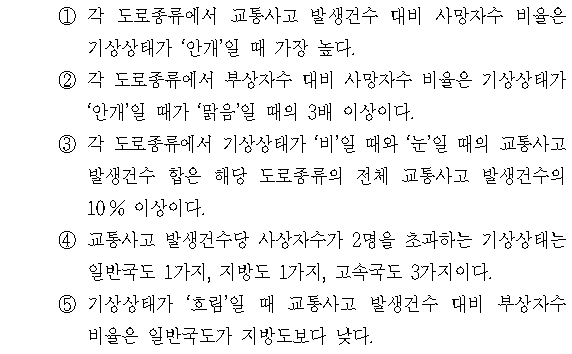 ① 각 도로종류에서 교통사고 발생건수 대비 사망자수 비율은
기상상태가 ‘안개’일 때 가장 높다.
② 각 도로종류에서 부상자수 대비 사망자수 비율은 기상상태가
‘안개’일 때가 ‘맑음’일 때의 3배 이상이다.
③ 각 도로종류에서 기상상태가 ‘비’일 때와 ‘눈’일 때의 교통사고
발생건수 합은 해당 도로종류의 전체 교통사고 발생건수의
10% 이상이다.
④ 교통사고 발생건수당 사상자수가 2명을 초과하는 기상상태는
일반국도 1가지, 지방도 1가지, 고속국도 3가지이다.
⑤ 기상상태가 ‘흐림’일 때 교통사고 발생건수 대비 부상자수
비율은 일반국도가 지방도보다 낮다.